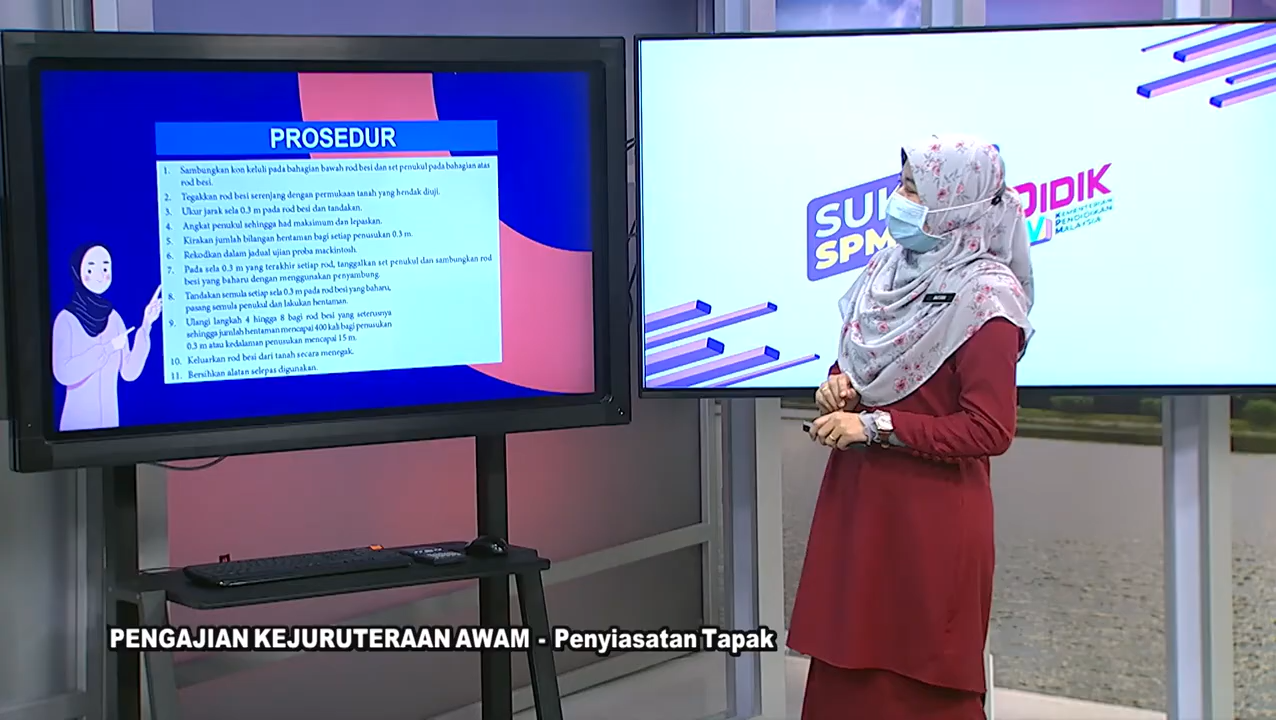 PROSEDUR
1. Sambungkan kon keluli pada bahagian bawah rod besi dan set penukul pada bahagian atas
rod besi.
2. Tegakkan rod besi serenjang dengan permukaan tanah yang hendak diuji.
3. Ukur jarak sela 0.3 m pada rod besi dan tandakan.
4. Angkat penukul sehingga had maksimum dan lepaskan.
5. Kirakan jumlah bilangan hentaman bagi setiap penusukan 0.3 m.
6. Rekodkan dalam jadual ujian proba mackintosh.
7. Pada sela 0.3 m yang terakhir setiap rod, tanggalkan set penukul dan sambungkan rod
besi yang baharu dengan menggunakan penyambung.
8. Tandakan semula setiap sela 0.3 m pada rod besi yang baharu,
pasang semula penukul dan lakukan hentaman.
9. Ulangi langkah 4 hingga 8 bagi rod besi yang seterusnya
sehingga jumlah hentaman mencapai 400 kali bagi penusukan
0.3 m atau kedalaman penusukan mencapai 15 m.
10. Keluarkan rod besi dari tanah secara menegak.
11. Bersihkan alatan selepas digunakan.
SUK
SPM
DIDIK
KEMENTERIAN
PENDIDIKAN
MALAYSIA
PENGAJIAN KEJURUTERAAN AWAM - Penyiasatan Tapak